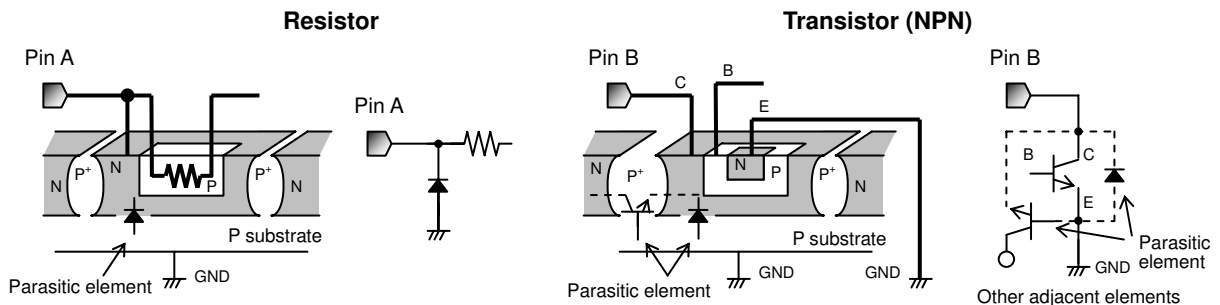 Resistor
Transistor (NPN)
Pin A
Pin A
N
P+
N
P
P+
N
P substrate
Parasitic element
GND
Pin B
C
B
E
N
P+
N
P
P+
N
P substrate
Parasitic element
GND
GND
Pin B
B
C
E
GND
Parasitic
element
Other adjacent elements